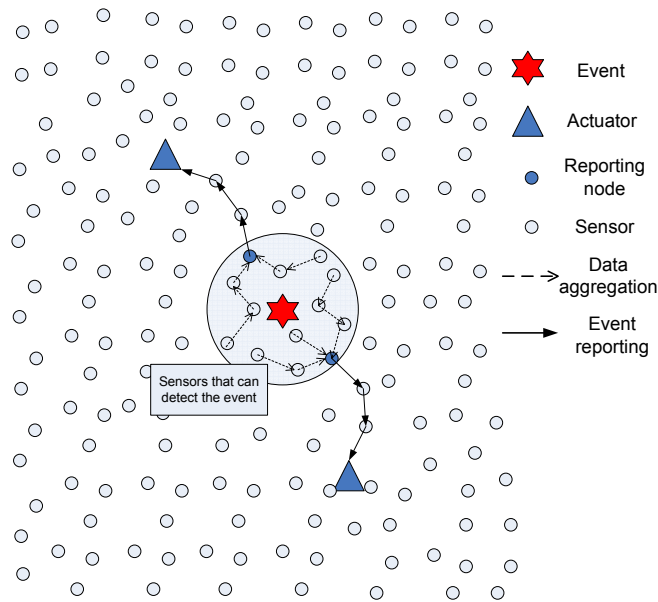 Event
Actuator
Reporting
node
Sensor
Data
aggregation
Event
reporting
Sensors that can
detect the event